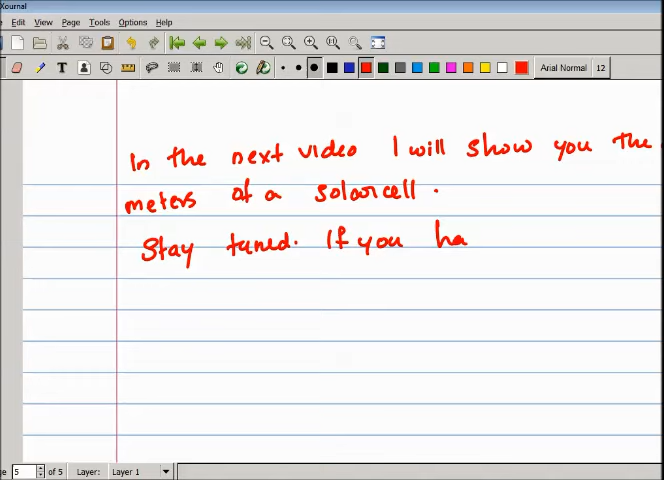 Xournal
Edit View Page Tools Options Help
T Arial Normal 12
In the next video I will show you the
meters of a solarcell.
Stay tuned. If you ha
5 of 5 Layer: Layer 1